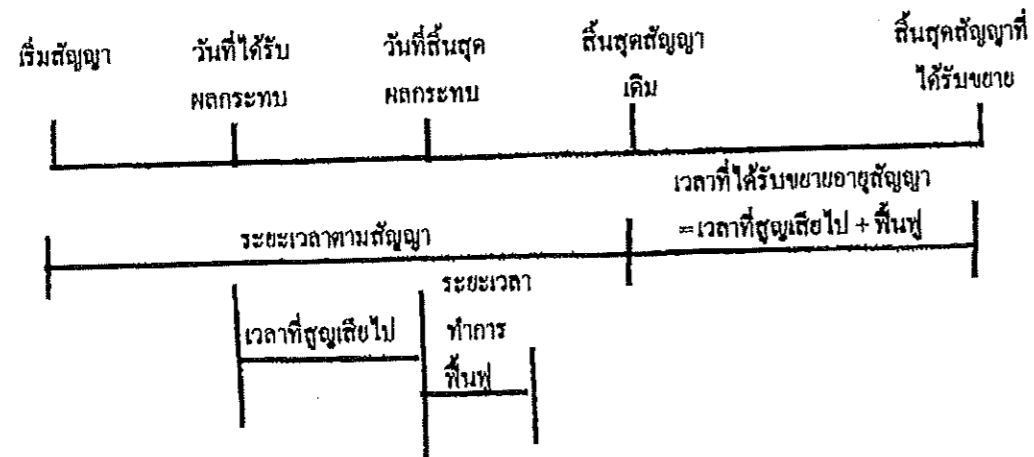 เริ่มสัญญา
วันที่ได้รับ
ผลกระทบ
วันที่สิ้นสุด
ผลกระทบ
สิ้นสุดสัญญา
เดิม
สิ้นสุดสัญญาที่
ได้รับขยาย
ระยะเวลาตามสัญญา
เวลาที่ได้รับขยายอายุสัญญา
=เวลาที่สูญเสียไป + ฟื้นฟู
เวลาที่สูญเสียไป
ระยะเวลา
ทำการ
ฟื้นฟู